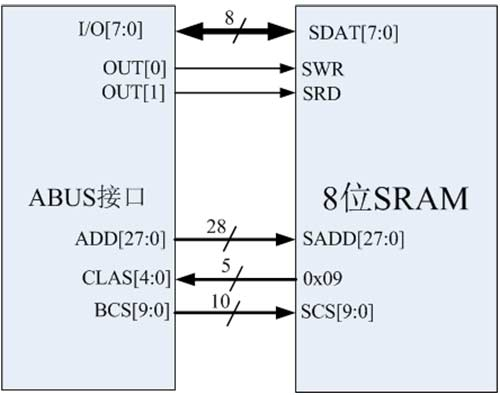 I/O[7:0] 8 SDAT[7:0]
OUT[0] SWR
OUT[1] SRD
ABUS接口 8位SRAM
ADD[27:0] 28 SADD[27:0]
CLAS[4:0] 5 0x09
BCS[9:0] 10 SCS[9:0]